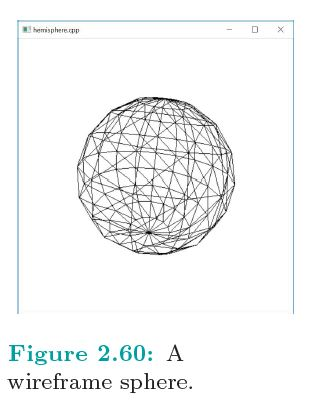 hemisphere.cpp
Figure 2.60: A
wireframe sphere.